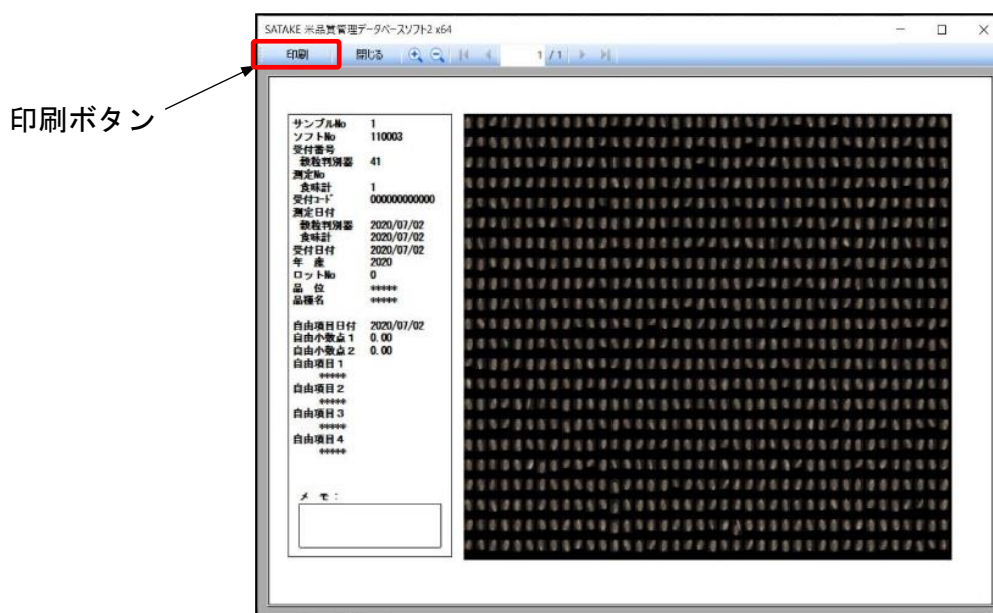 SATAKE 米品質管理データベースソフト2 x64
印刷 閉じる 1 / 1
印刷ボタン
サンプルNo 1
ソフトNo 110003
受付番号
穀粒判別器 41
測定No
食味計 1
受付コード 000000000000
測定日付
穀粒判別器 2020/07/02
食味計 2020/07/02
受付日付 2020/07/02
年 産 2020
ロットNo 0
品 位 *****
品種名 *****
自由項目日付 2020/07/02
自由小数点1 0.00
自由小数点2 0.00
自由項目1
*****
自由項目2
*****
自由項目3
*****
自由項目4
*****
メ モ: